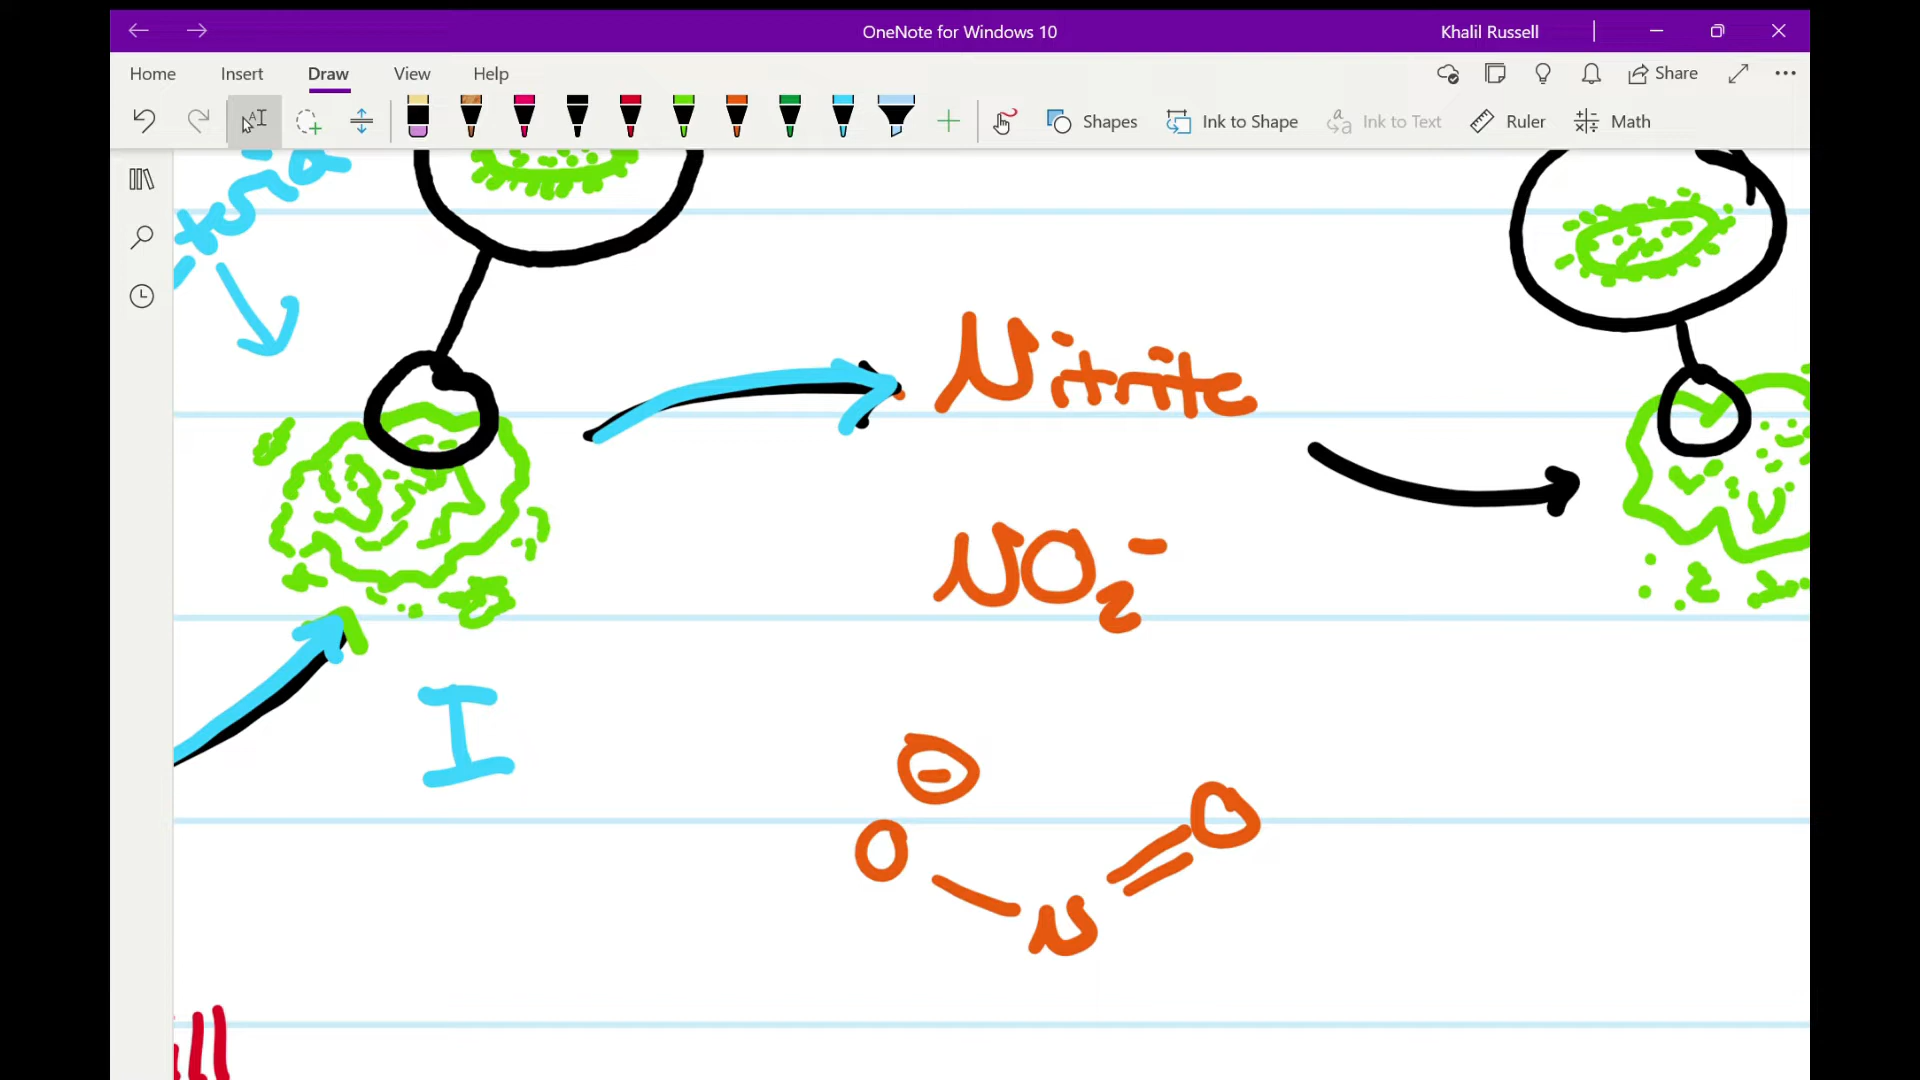 OneNote for Windows 10
Khalil Russell
Home Insert Draw View Help
Share
Shapes Ink to Shape Ink to Text Ruler Math
Nitrite
NO₂⁻
I
O N O